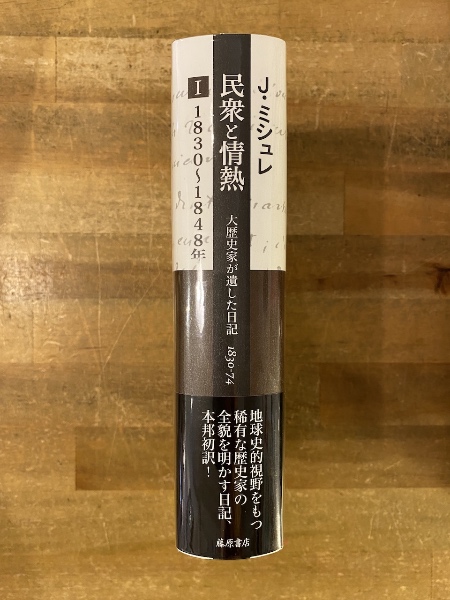 J・ミシュレ
民衆と情熱
大歴史家が遺した日記 1830-74
I 1830〜1848年
地球史的視野をもつ
稀有な歴史家の
全貌を明かす日記、
本邦初訳！
藤原書店